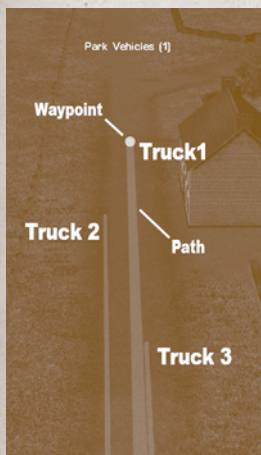 Park Vehicles (1)
Waypoint
Truck1
Truck 2
Path
Truck 3